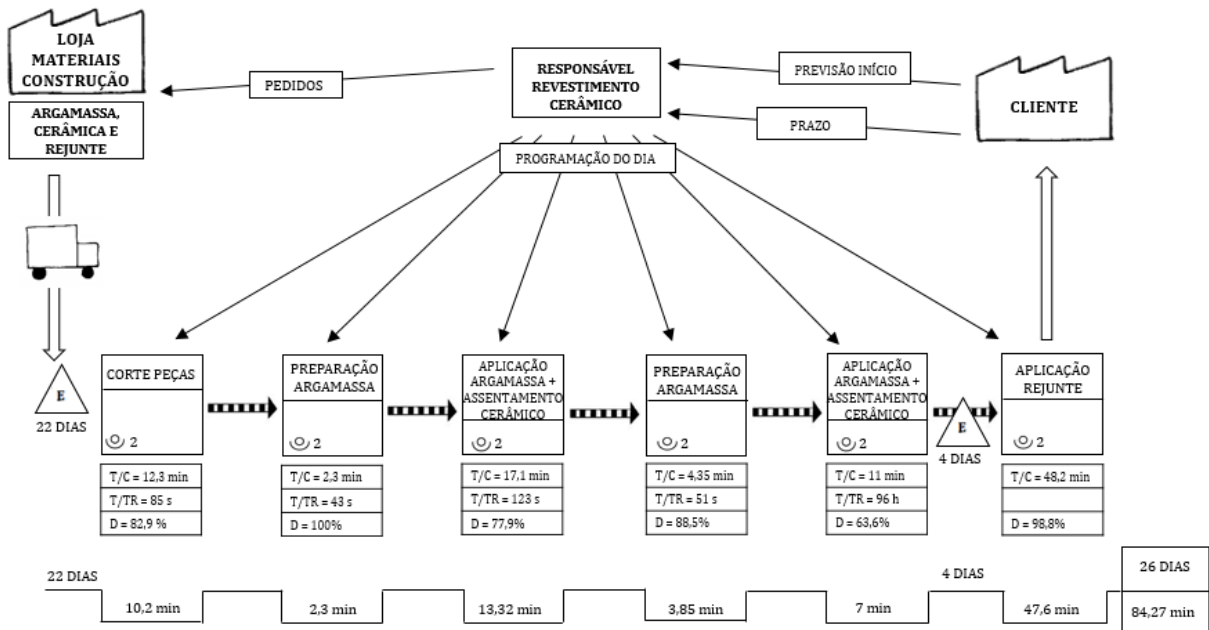 LOJA
MATERIAIS
CONSTRUÇÃO
ARGAMASSA,
CERÂMICA E
REJUNTE
PEDIDOS
RESPONSÁVEL
REVESTIMENTO
CERÂMICO
PREVISÃO INÍCIO
PRAZO
CLIENTE
PROGRAMAÇÃO DO DIA
E
22 DIAS
CORTE PEÇAS
2
T/C = 12,3 min
T/TR = 85 s
D = 82,9 %
PREPARAÇÃO
ARGAMASSA
2
T/C = 2,3 min
T/TR = 43 s
D = 100%
APLICAÇÃO
ARGAMASSA +
ASSENTAMENTO
CERÂMICO
2
T/C = 17,1 min
T/TR = 123 s
D = 77,9%
PREPARAÇÃO
ARGAMASSA
2
T/C = 4,35 min
T/TR = 51 s
D = 88,5%
APLICAÇÃO
ARGAMASSA +
ASSENTAMENTO
CERÂMICO
2
T/C = 11 min
T/TR = 96 h
D = 63,6%
E
4 DIAS
APLICAÇÃO
REJUNTE
2
T/C = 48,2 min
D = 98,8%
22 DIAS
10,2 min
2,3 min
13,32 min
3,85 min
7 min
4 DIAS
47,6 min
26 DIAS
84,27 min